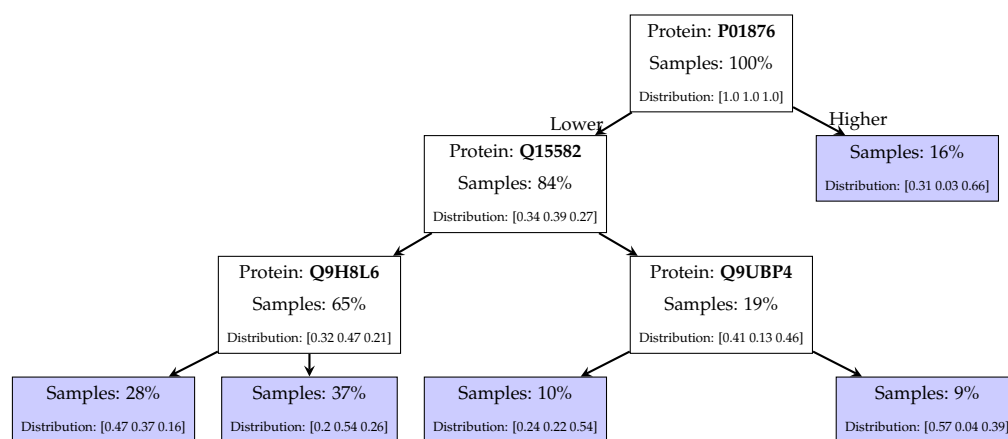 Protein: P01876
Samples: 100%
Distribution: [1.0 1.0 1.0]
Lower
Higher
Protein: Q15582
Samples: 84%
Distribution: [0.34 0.39 0.27]
Samples: 16%
Distribution: [0.31 0.03 0.66]
Protein: Q9H8L6
Samples: 65%
Distribution: [0.32 0.47 0.21]
Protein: Q9UBP4
Samples: 19%
Distribution: [0.41 0.13 0.46]
Samples: 28%
Distribution: [0.47 0.37 0.16]
Samples: 37%
Distribution: [0.2 0.54 0.26]
Samples: 10%
Distribution: [0.24 0.22 0.54]
Samples: 9%
Distribution: [0.57 0.04 0.39]